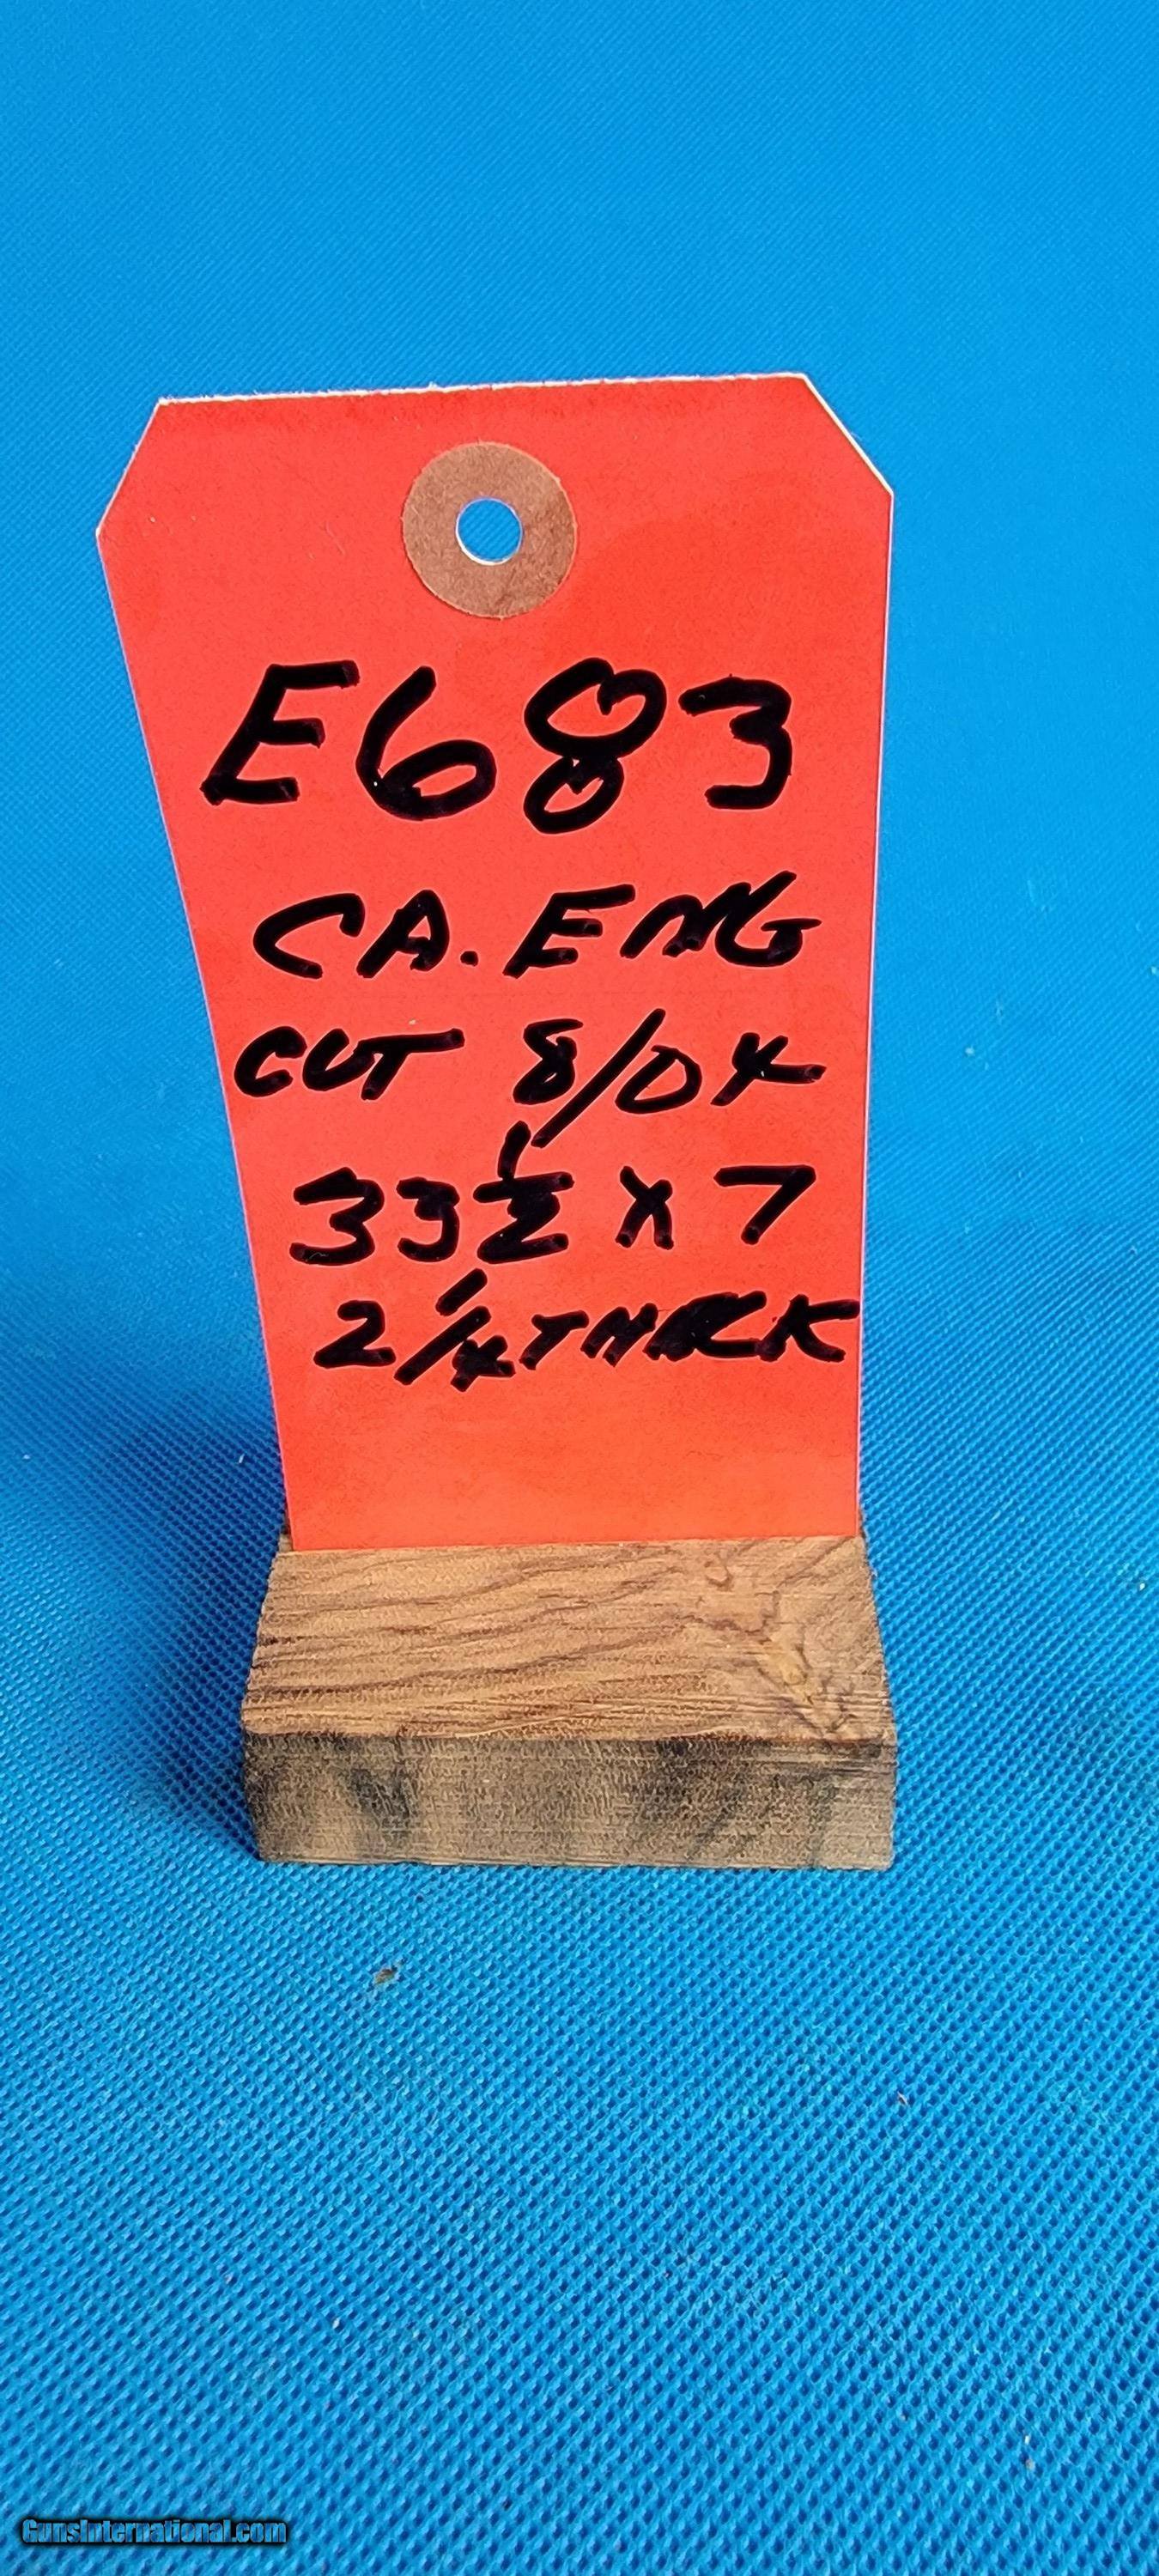 E683
CA. ENG
CUT 8/04
33 1/2 X 7
2 1/4 THICK
GunsInternational.com